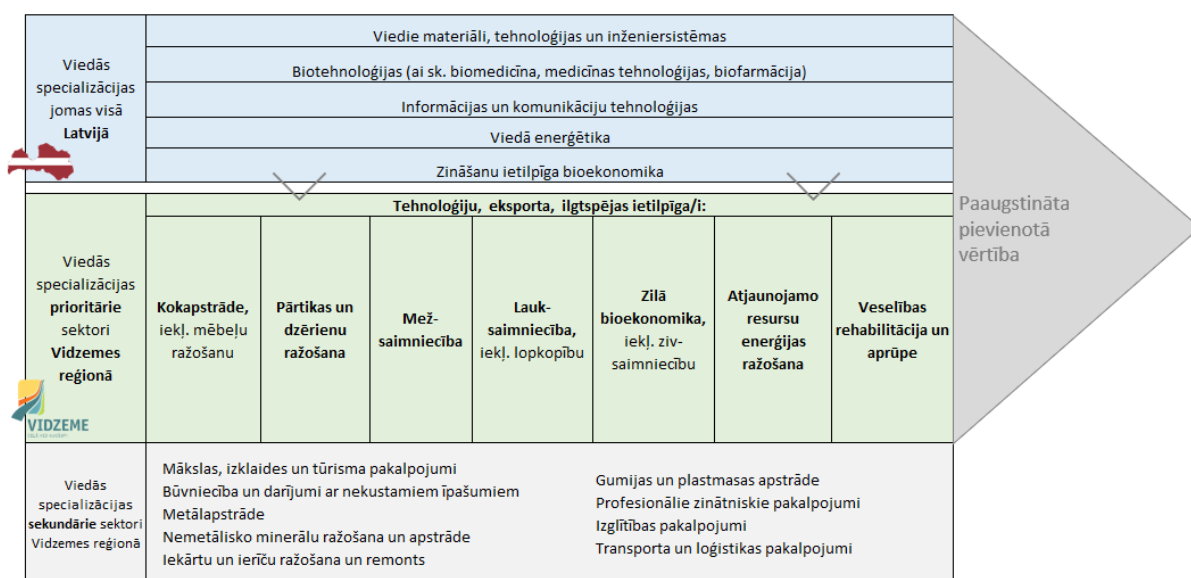 Viedās
specializācijas
jomas visā
Latvijā
Viedie materiāli, tehnoloģijas un inženiersistēmas
Biotehnoloģijas (ai sk. biomedicīna, medicīnas tehnoloģijas, biofarmācija)
Informācijas un komunikāciju tehnoloģijas
Viedā enerģētika
Zināšanu ietilpīga bioekonomika
Viedās
specializācijas
prioritārie
sektori
Vidzemes
reģionā
VIDZEME
Tehnoloģiju, eksporta, ilgtspējas ietilpīga/i:
Kokapstrāde,
iekļ. mēbeļu
ražošanu
Pārtikas un
dzērienu
ražošana
Mež-
saimniecība
Lauk-
saimniecība,
iekļ. lopkopību
Zilā
bioekonomika,
iekļ. ziv-
saimniecību
Atjaunojamo
resursu
enerģijas
ražošana
Veselības
rehabilitācija un
aprūpe
Paaugstināta
pievienotā
vērtība
Viedās
specializācijas
sekundārie sektori
Vidzemes reģionā
Mākslas, izklaides un tūrisma pakalpojumi
Būvniecība un darījumi ar nekustamiem īpašumiem
Metālapstrāde
Nemetālisko minerālu ražošana un apstrāde
Iekārtu un ierīču ražošana un remonts
Gumijas un plastmasas apstrāde
Profesionālie zinātniskie pakalpojumi
Izglītības pakalpojumi
Transporta un loģistikas pakalpojumi